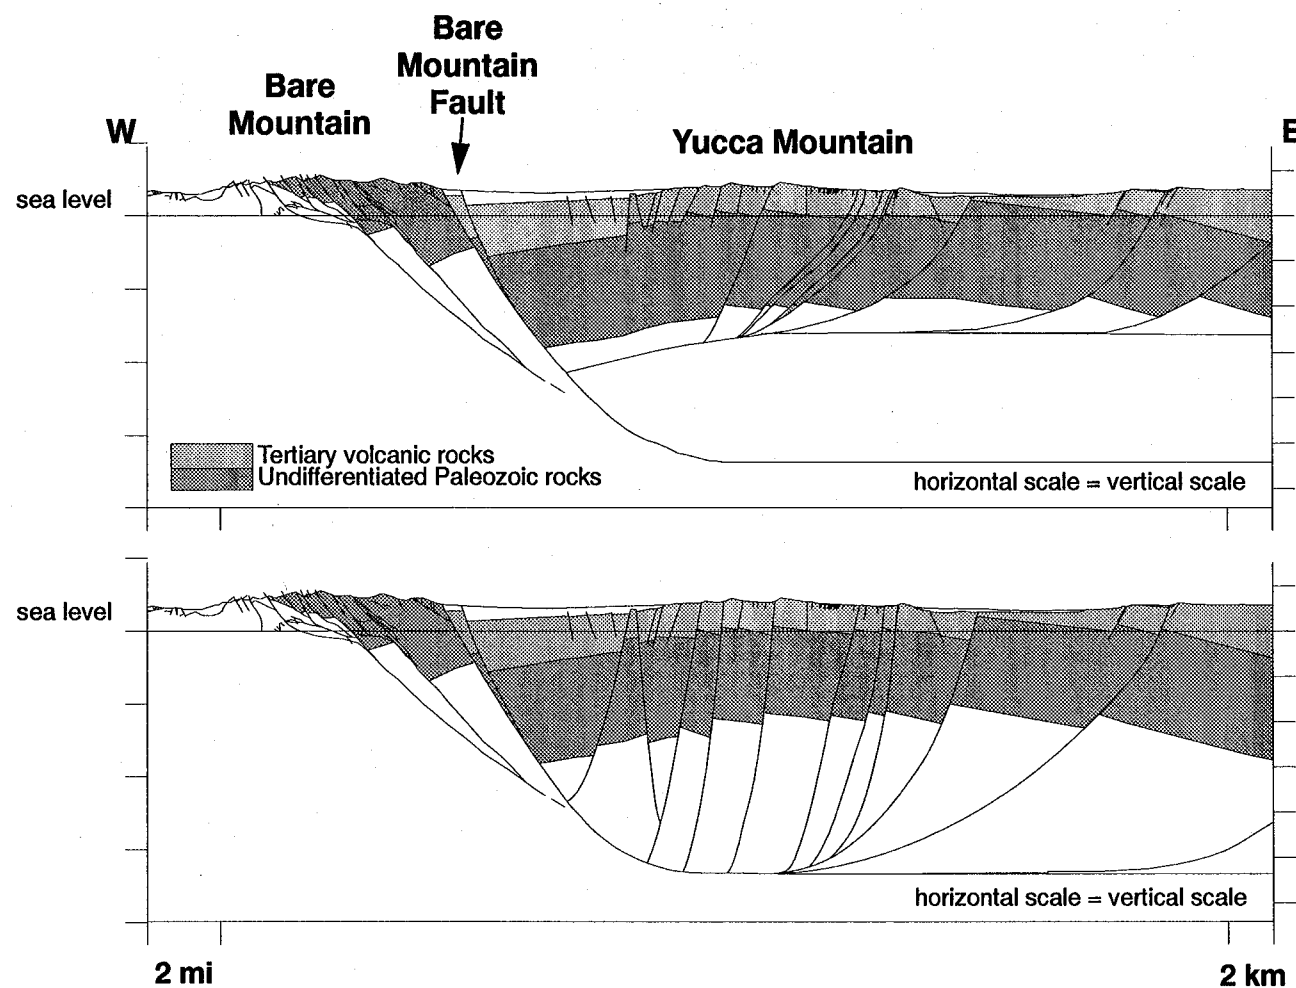 Bare
Mountain
Fault
Bare
Mountain
W
Yucca Mountain
E
sea level
Tertiary volcanic rocks
Undifferentiated Paleozoic rocks
horizontal scale = vertical scale
sea level
horizontal scale = vertical scale
2 mi
2 km